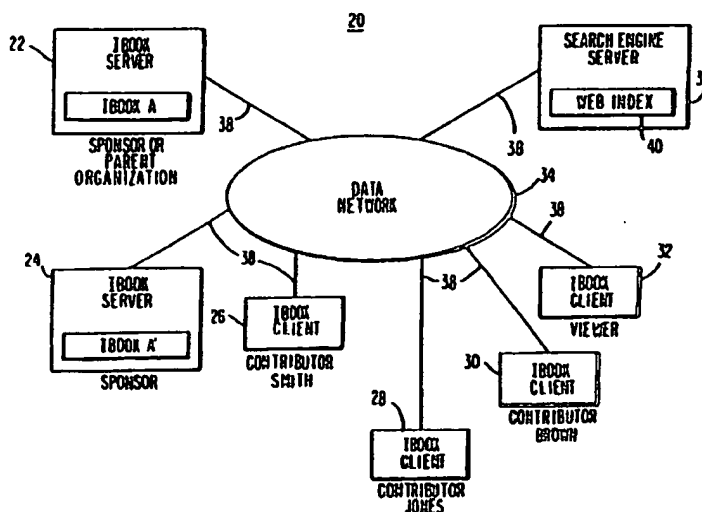 20
22
IBOOK
SERVER
IBOOK A
SPONSOR OR
PARENT
ORGANIZATION
38
SEARCH ENGINE
SERVER
WEB INDEX
40
38
DATA
NETWORK
34
38
32
24
IBOOK
SERVER
IBOOK A'
SPONSOR
38
26
IBOOK
CLIENT
CONTRIBUTOR
SMITH
38
28
IBOOK
CLIENT
CONTRIBUTOR
JONES
30
IBOOK
CLIENT
CONTRIBUTOR
BROWN
IBOOK
CLIENT
VIEWER